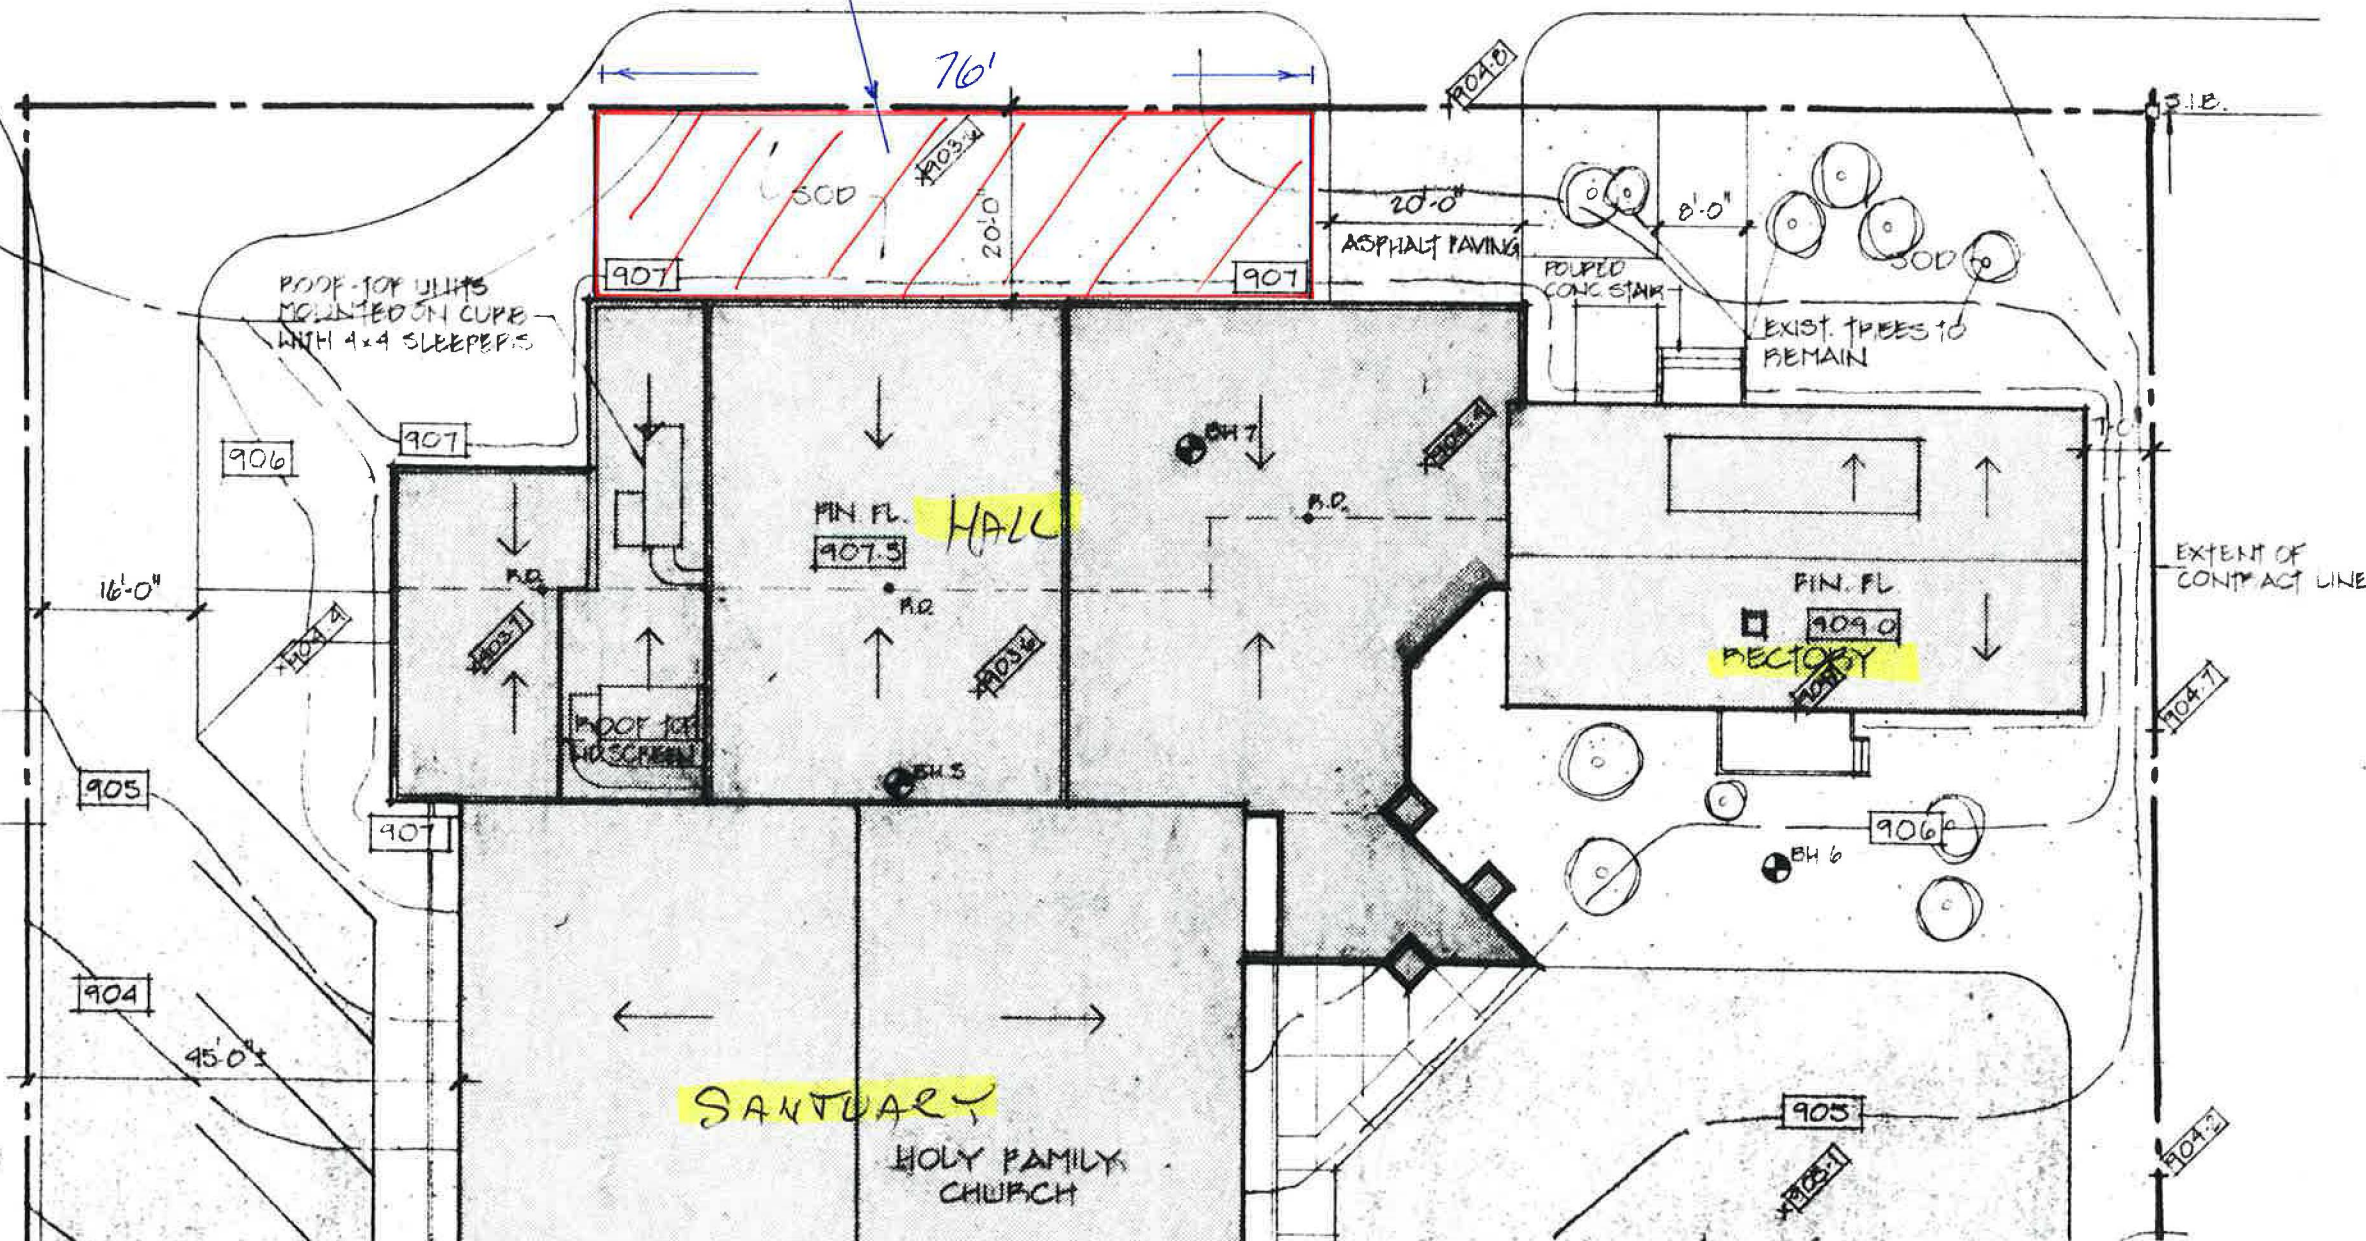 76'
904.8
S.I.B.
903.6
SOD
20'-0"
20'-0"
8'-0"
ASPHALT PAVING
SOD
907
907
POURED
CONC. STAIR
ROOF-TOP UNITS
MOUNTED ON CURB
WITH 4x4 SLEEPERS
EXIST. TREES TO
REMAIN
907
906
BH 7
904.4
FIN. FL.
HALL
907.5
R.D.
EXTENT OF
CONTRACT LINE
16'-0"
R.D.
R.D.
FIN. FL
909.0
RECTORY
904.4
903.7
903.6
904.7
ROOF TOP
905
BH.5
907
906
BH 6
904
45'-0"±
SANTUARY
905
904.2
HOLY FAMILY
CHURCH
905.1